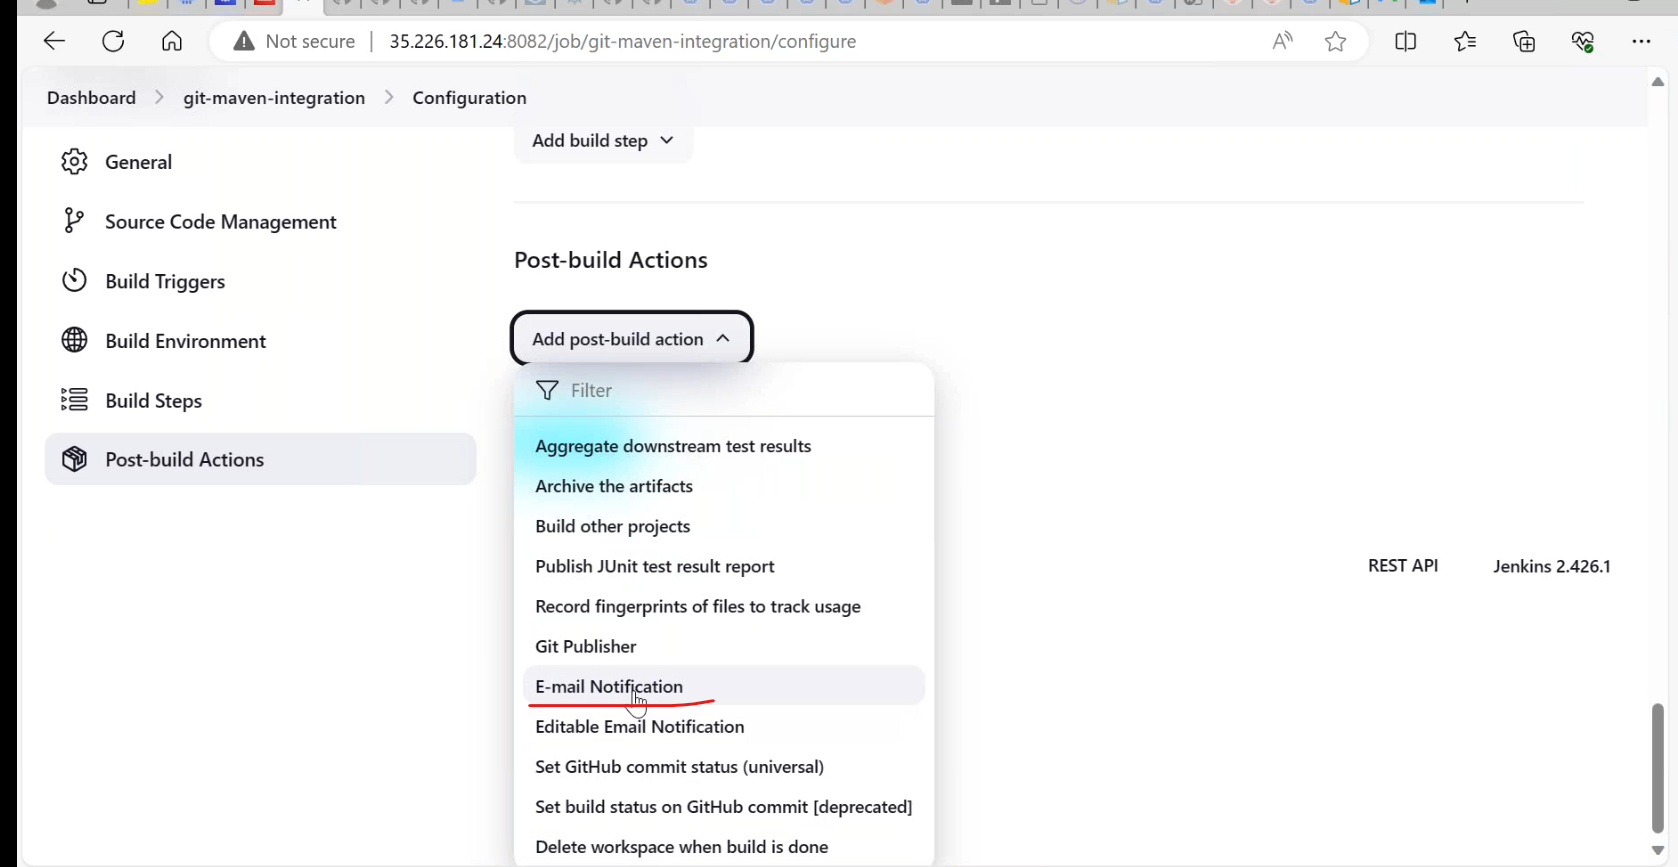 Not secure
35.226.181.24:8082/job/git-maven-integration/configure
Dashboard > git-maven-integration > Configuration
Add build step
General
Source Code Management
Build Triggers
Build Environment
Build Steps
Post-build Actions
Post-build Actions
Add post-build action
Filter
Aggregate downstream test results
Archive the artifacts
Build other projects
Publish JUnit test result report
Record fingerprints of files to track usage
Git Publisher
E-mail Notification
Editable Email Notification
Set GitHub commit status (universal)
Set build status on GitHub commit [deprecated]
Delete workspace when build is done
REST API
Jenkins 2.426.1